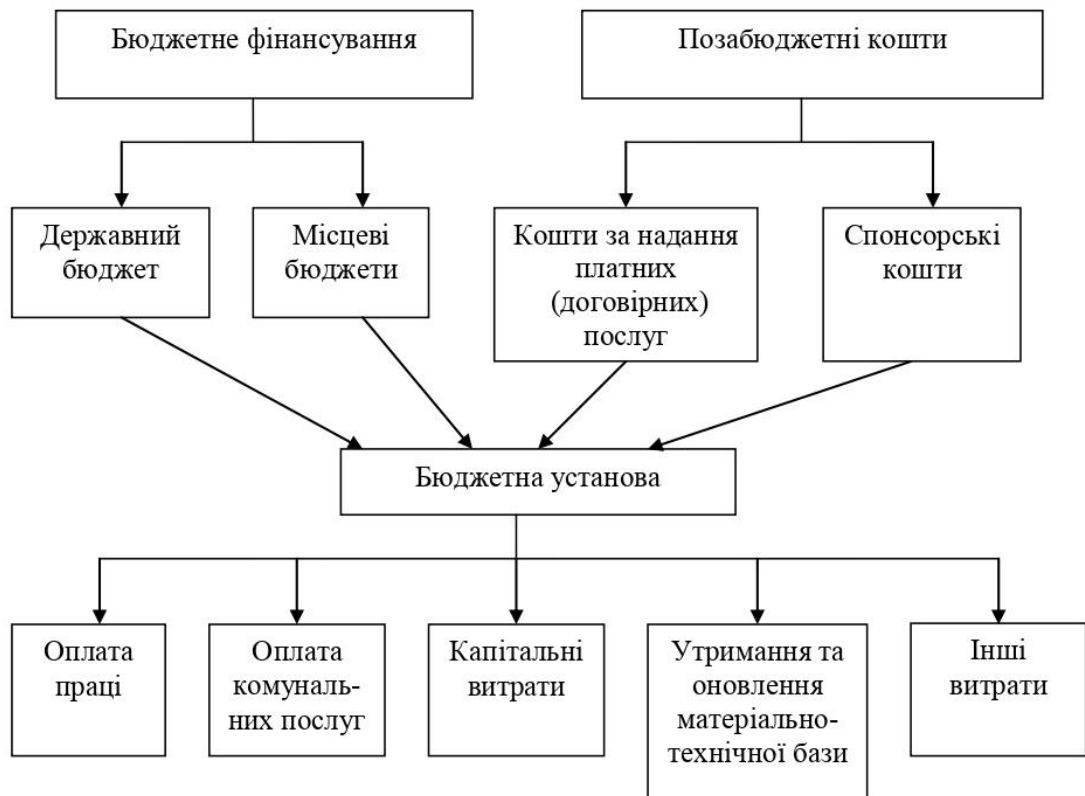 Бюджетне фінансування
Позабюджетні кошти
Державний
бюджет
Місцеві
бюджети
Кошти за надання
платних
(договірних)
послуг
Спонсорські
кошти
Бюджетна установа
Оплата
праці
Оплата
комуналь-
них послуг
Капітальні
витрати
Утримання та
оновлення
матеріально-
технічної бази
Інші
витрати